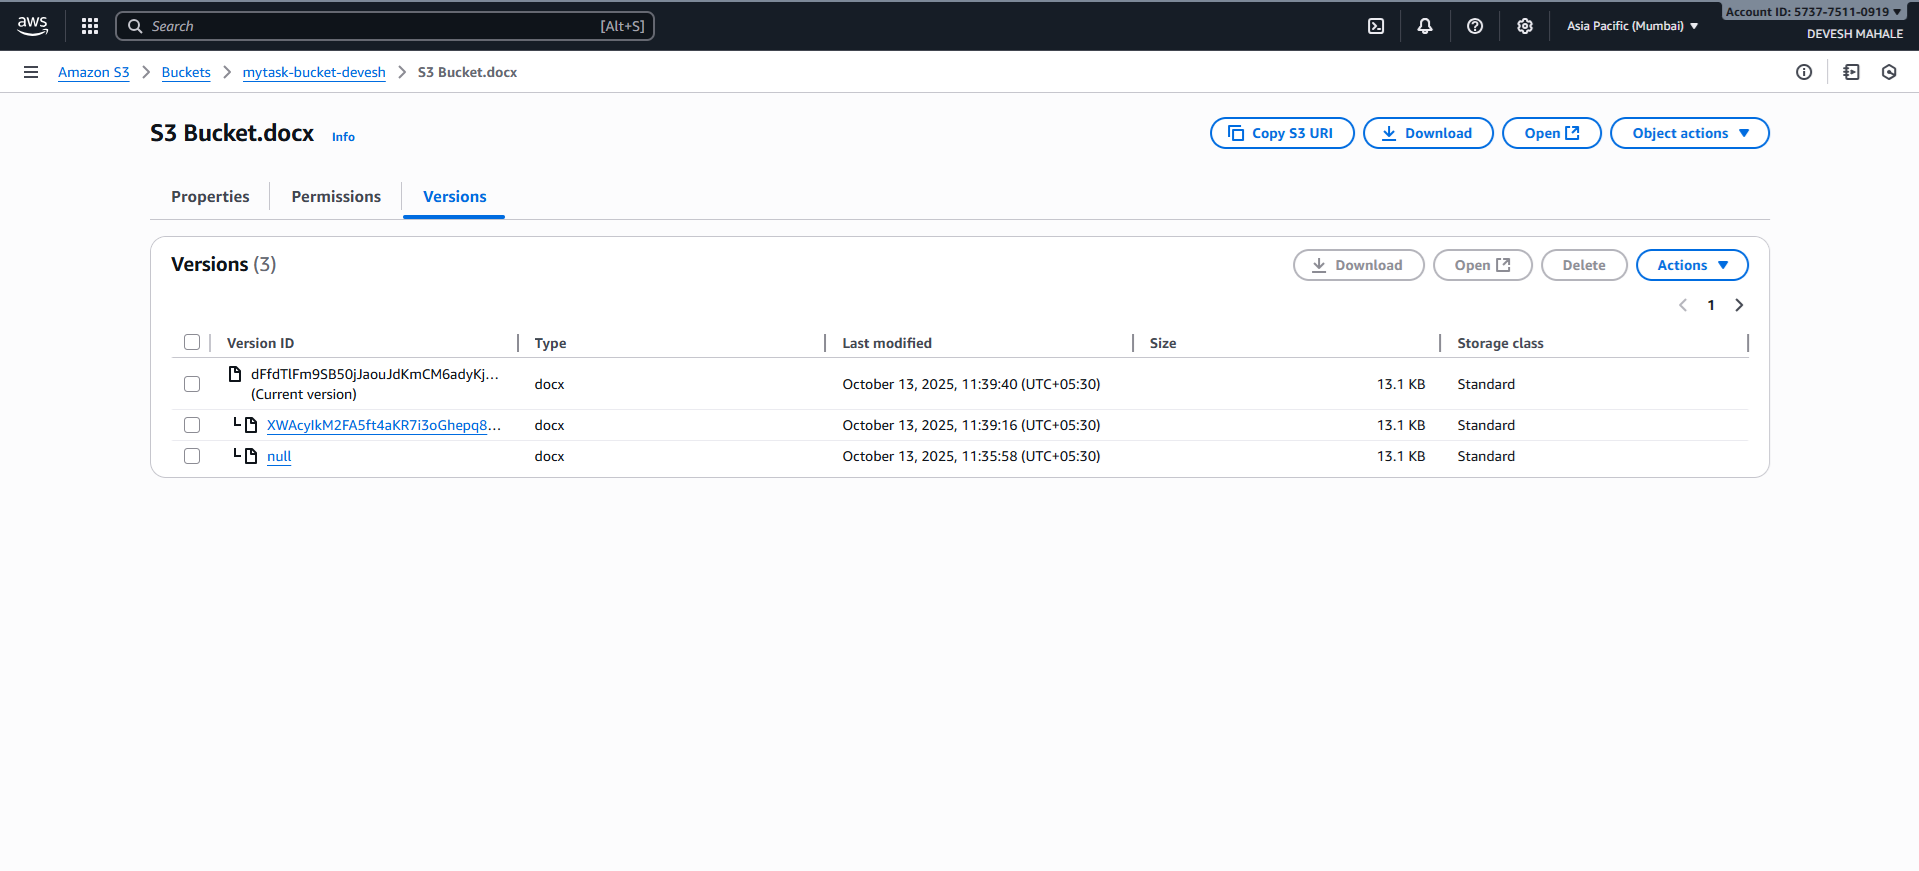 aws Search [Alt+S] Asia Pacific (Mumbai) Account ID: 5737-7511-0919
DEVESH MAHALE
Amazon S3 Buckets mytask-bucket-devesh S3 Bucket.docx
S3 Bucket.docx Info Copy S3 URI Download Open Object actions
Properties Permissions Versions
Versions (3) Download Open Delete Actions
1
Version ID Type Last modified Size Storage class
dFfdTlFm9SB50jJaouJdKmCM6adyKj... docx October 13, 2025, 11:39:40 (UTC+05:30) 13.1 KB Standard
(Current version)
XWAcyIkM2FA5ft4aKR7i3oGhepq8... docx October 13, 2025, 11:39:16 (UTC+05:30) 13.1 KB Standard
null docx October 13, 2025, 11:35:58 (UTC+05:30) 13.1 KB Standard